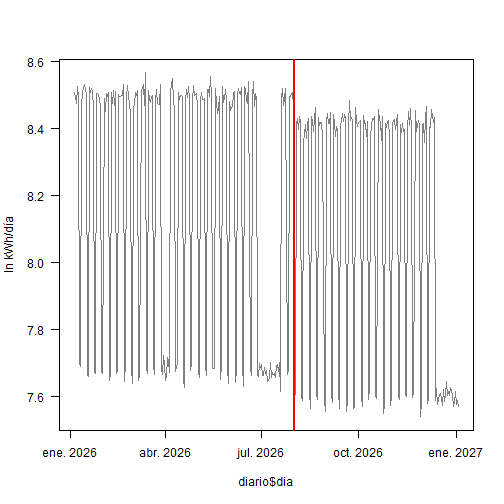 8.6
8.4
8.2
8.0
7.8
7.6
ln kWh/día
ene. 2026
abr. 2026
jul. 2026
oct. 2026
ene. 2027
diario$dia